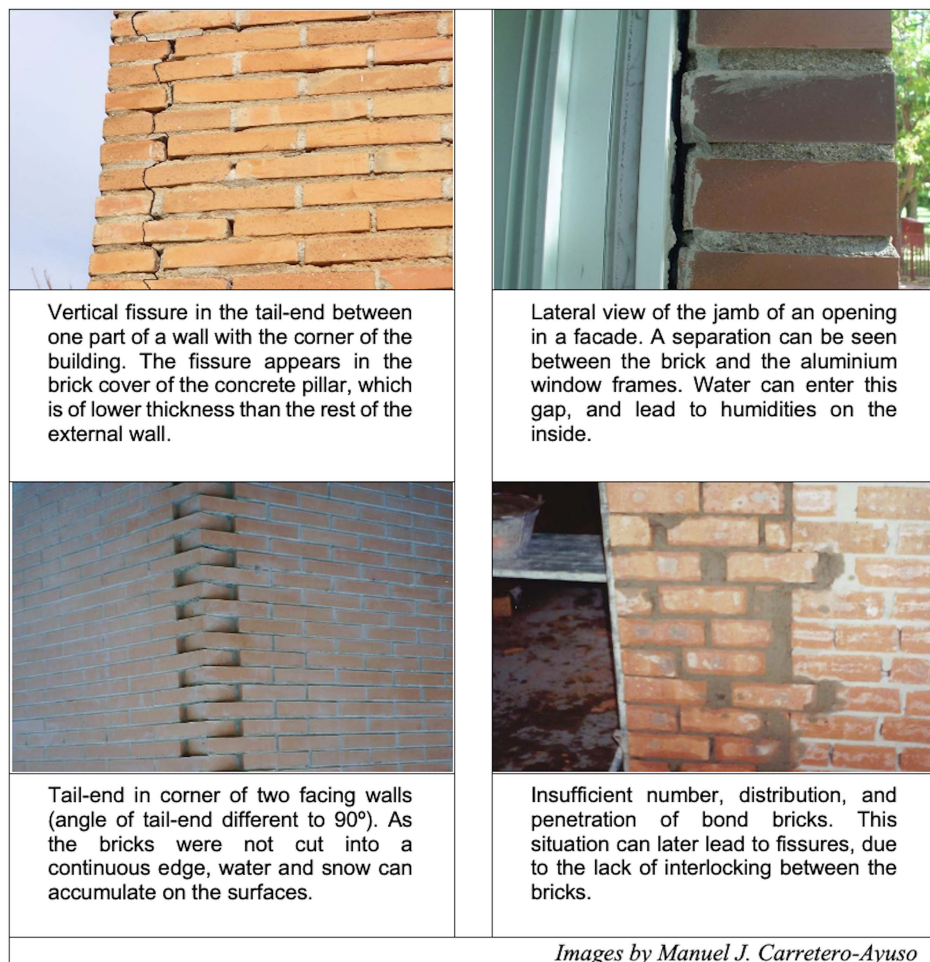 Vertical fissure in the tail-end between
one part of a wall with the corner of the
building. The fissure appears in the
brick cover of the concrete pillar, which
is of lower thickness than the rest of the
external wall.
Lateral view of the jamb of an opening
in a facade. A separation can be seen
between the brick and the aluminium
window frames. Water can enter this
gap, and lead to humidities on the
inside.
Tail-end in corner of two facing walls
(angle of tail-end different to 90º). As
the bricks were not cut into a
continuous edge, water and snow can
accumulate on the surfaces.
Insufficient number, distribution, and
penetration of bond bricks. This
situation can later lead to fissures, due
to the lack of interlocking between the
bricks.
Images by Manuel J. Carretero-Ayuso